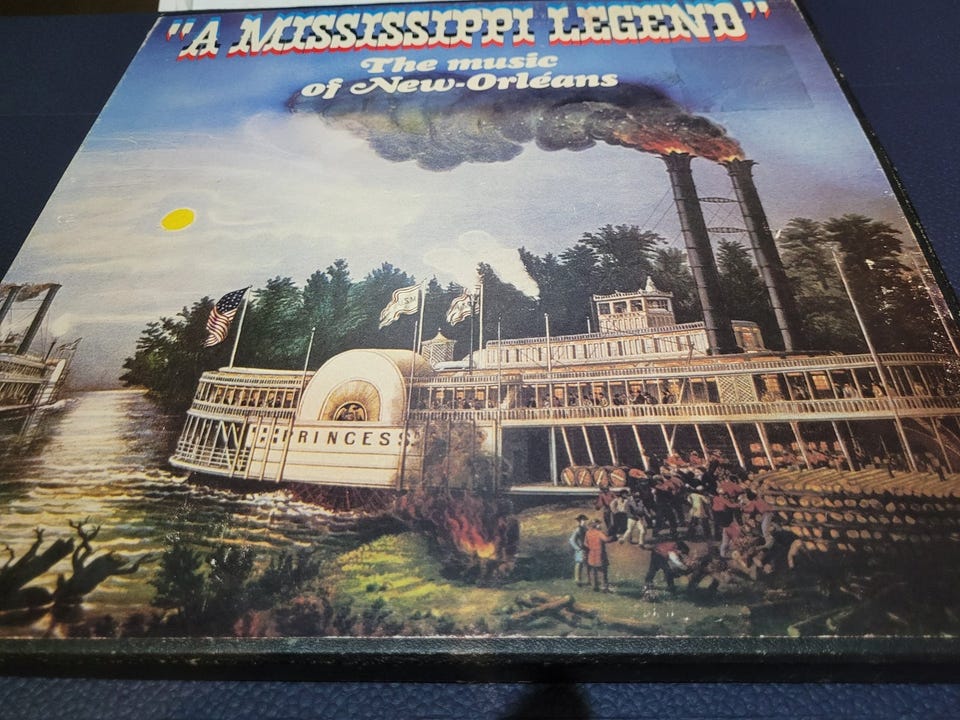 "A MISSISSIPPI LEGEND"
The music
of New-Orléans
PRINCESS